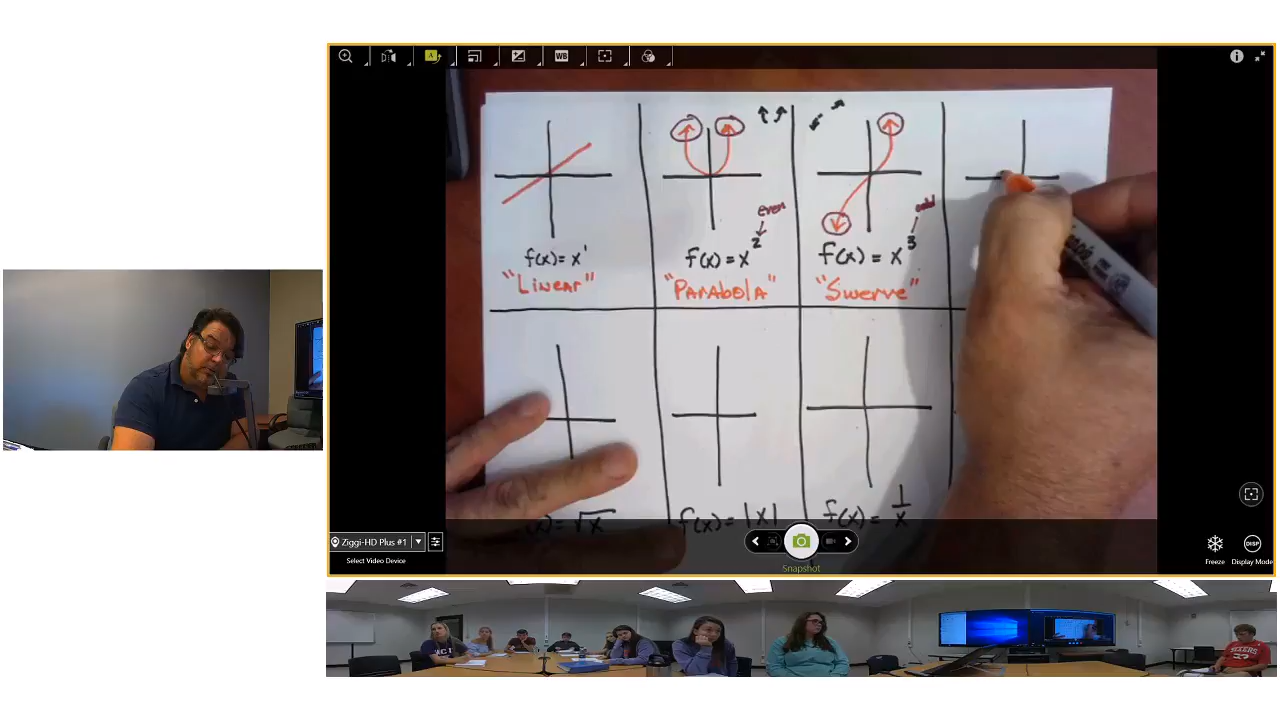 WB
i
even
odd
f(x) = x¹
f(x) = x²
f(x) = x³
"Linear"
"Parabola"
"Swerve"
f(x) = √x
f(x) = |x|
f(x) = 1/x
Ziggi-HD Plus #1
Select Video Device
Snapshot
DISP
Freeze
Display Mode